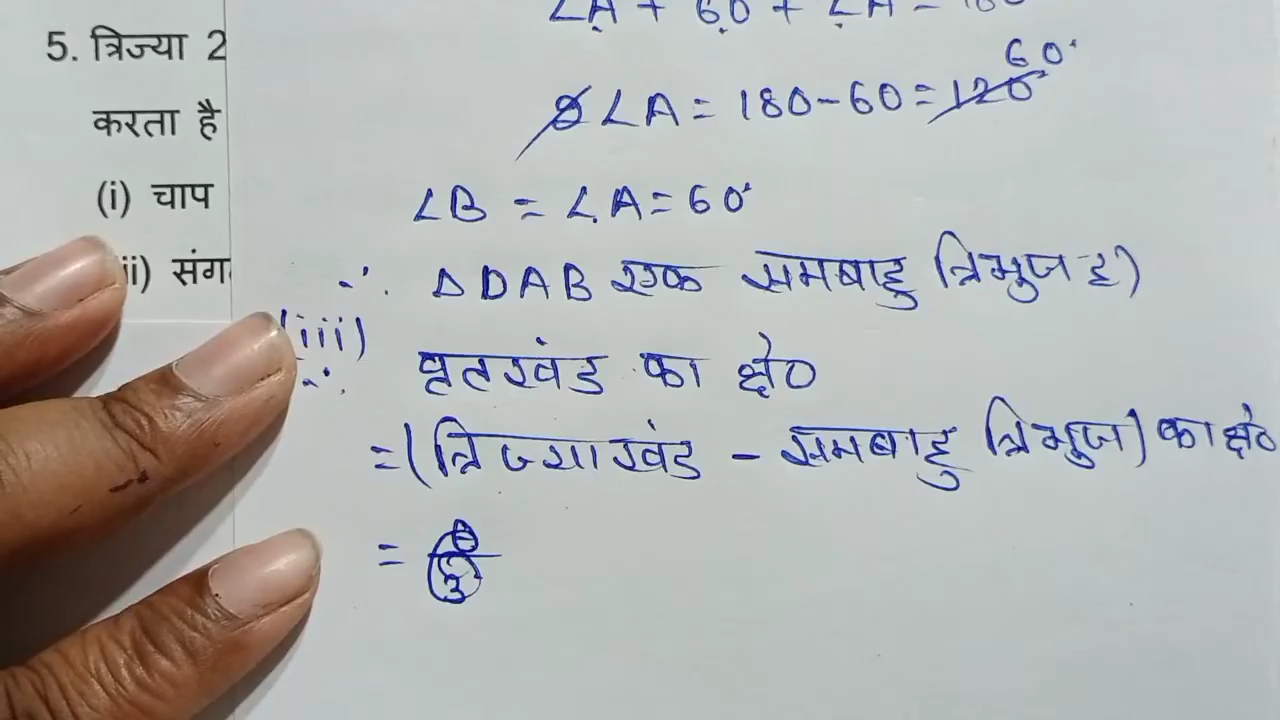 ∠A + 60 + ∠A = 180
5. त्रिज्या 2
60°
2∠A = 180-60 = 120°
करता है
(i) चाप
∠B = ∠A = 60°
ii) संग
∴ ΔDAB एक समबाहु त्रिभुज है)
(iii)
∴ वृतखंड का क्षे०
=(त्रिज्याखंड - समबाहु त्रिभुज) का क्षे०
= θ